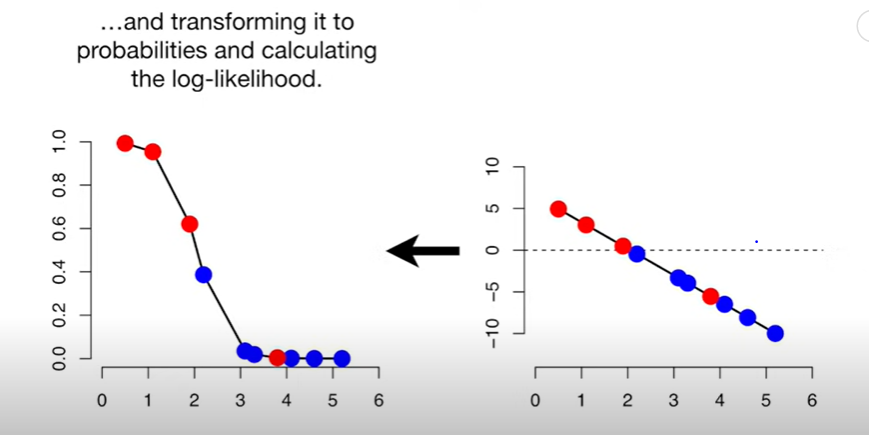 ...and transforming it to
probabilities and calculating
the log-likelihood.
1.0
0.8
0.6
0.4
0.2
0.0
0 1 2 3 4 5 6
10
5
0
-5
-10
0 1 2 3 4 5 6